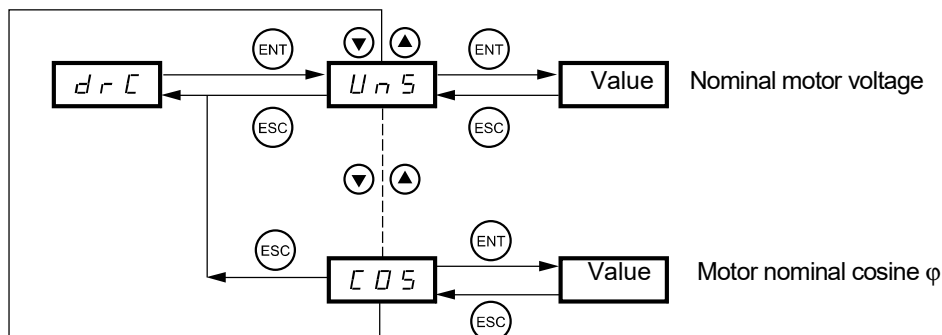 ▼ ▲
ENT ENT
drC UnS Value Nominal motor voltage
ESC ESC
▼ ▲
ESC ENT
COS Value Motor nominal cosine φ
ESC